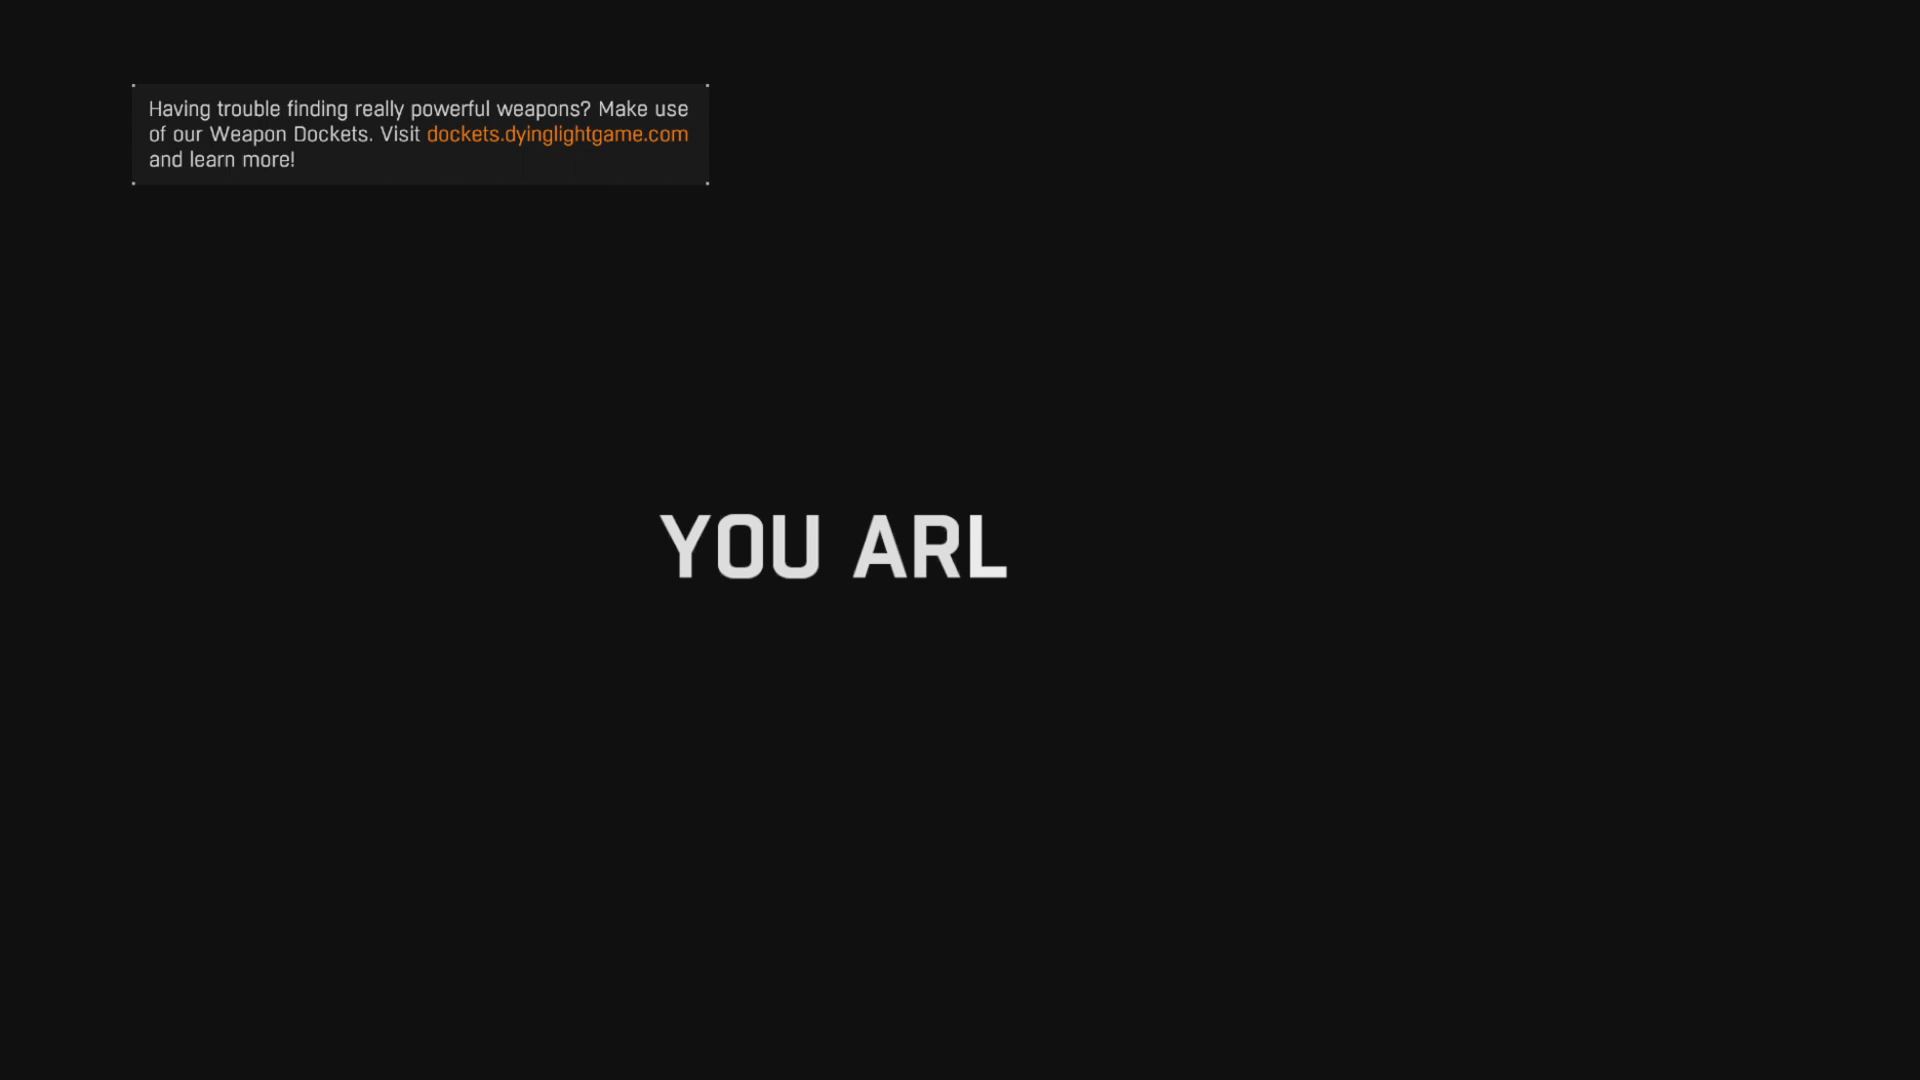 Having trouble finding really powerful weapons? Make use
of our Weapon Dockets. Visit dockets.dyinglightgame.com
and learn more!
YOU ARL